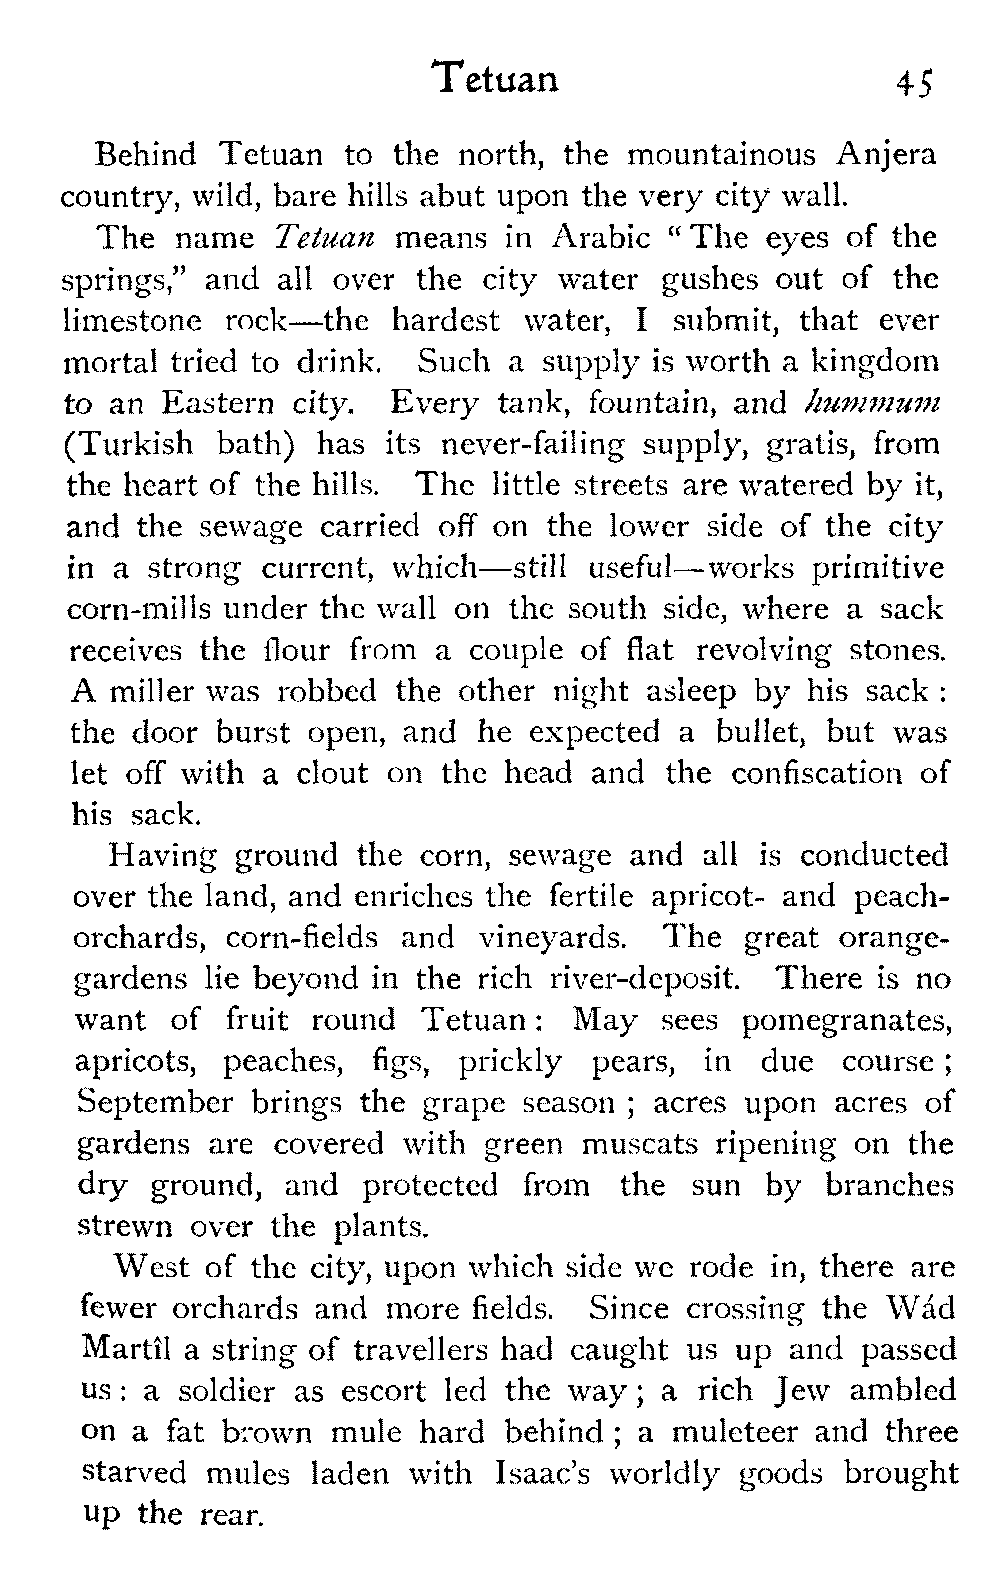 Tetuan 45
Behind Tetuan to the north, the mountainous Anjera
country, wild, bare hills abut upon the very city wall.
The name Tetuan means in Arabic “The eyes of the
springs,” and all over the city water gushes out of the
limestone rock—the hardest water, I submit, that ever
mortal tried to drink. Such a supply is worth a kingdom
to an Eastern city. Every tank, fountain, and hummum
(Turkish bath) has its never-failing supply, gratis, from
the heart of the hills. The little streets are watered by it,
and the sewage carried off on the lower side of the city
in a strong current, which—still useful—works primitive
corn-mills under the wall on the south side, where a sack
receives the flour from a couple of flat revolving stones.
A miller was robbed the other night asleep by his sack :
the door burst open, and he expected a bullet, but was
let off with a clout on the head and the confiscation of
his sack.
Having ground the corn, sewage and all is conducted
over the land, and enriches the fertile apricot- and peach-
orchards, corn-fields and vineyards. The great orange-
gardens lie beyond in the rich river-deposit. There is no
want of fruit round Tetuan : May sees pomegranates,
apricots, peaches, figs, prickly pears, in due course ;
September brings the grape season ; acres upon acres of
gardens are covered with green muscats ripening on the
dry ground, and protected from the sun by branches
strewn over the plants.
West of the city, upon which side we rode in, there are
fewer orchards and more fields. Since crossing the Wád
Martîl a string of travellers had caught us up and passed
us : a soldier as escort led the way ; a rich Jew ambled
on a fat brown mule hard behind ; a muleteer and three
starved mules laden with Isaac’s worldly goods brought
up the rear.